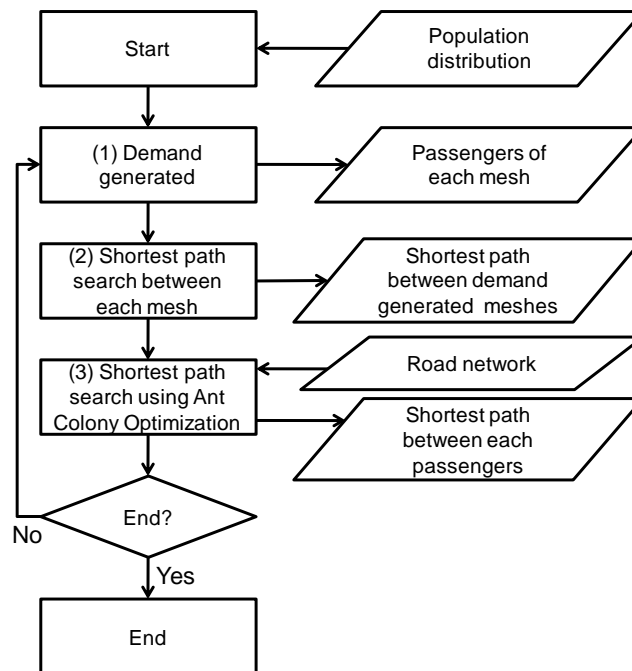 Start
Population
distribution
(1) Demand
generated
Passengers of
each mesh
(2) Shortest path
search between
each mesh
Shortest path
between demand
generated meshes
(3) Shortest path
search using Ant
Colony Optimization
Road network
Shortest path
between each
passengers
End?
No
Yes
End